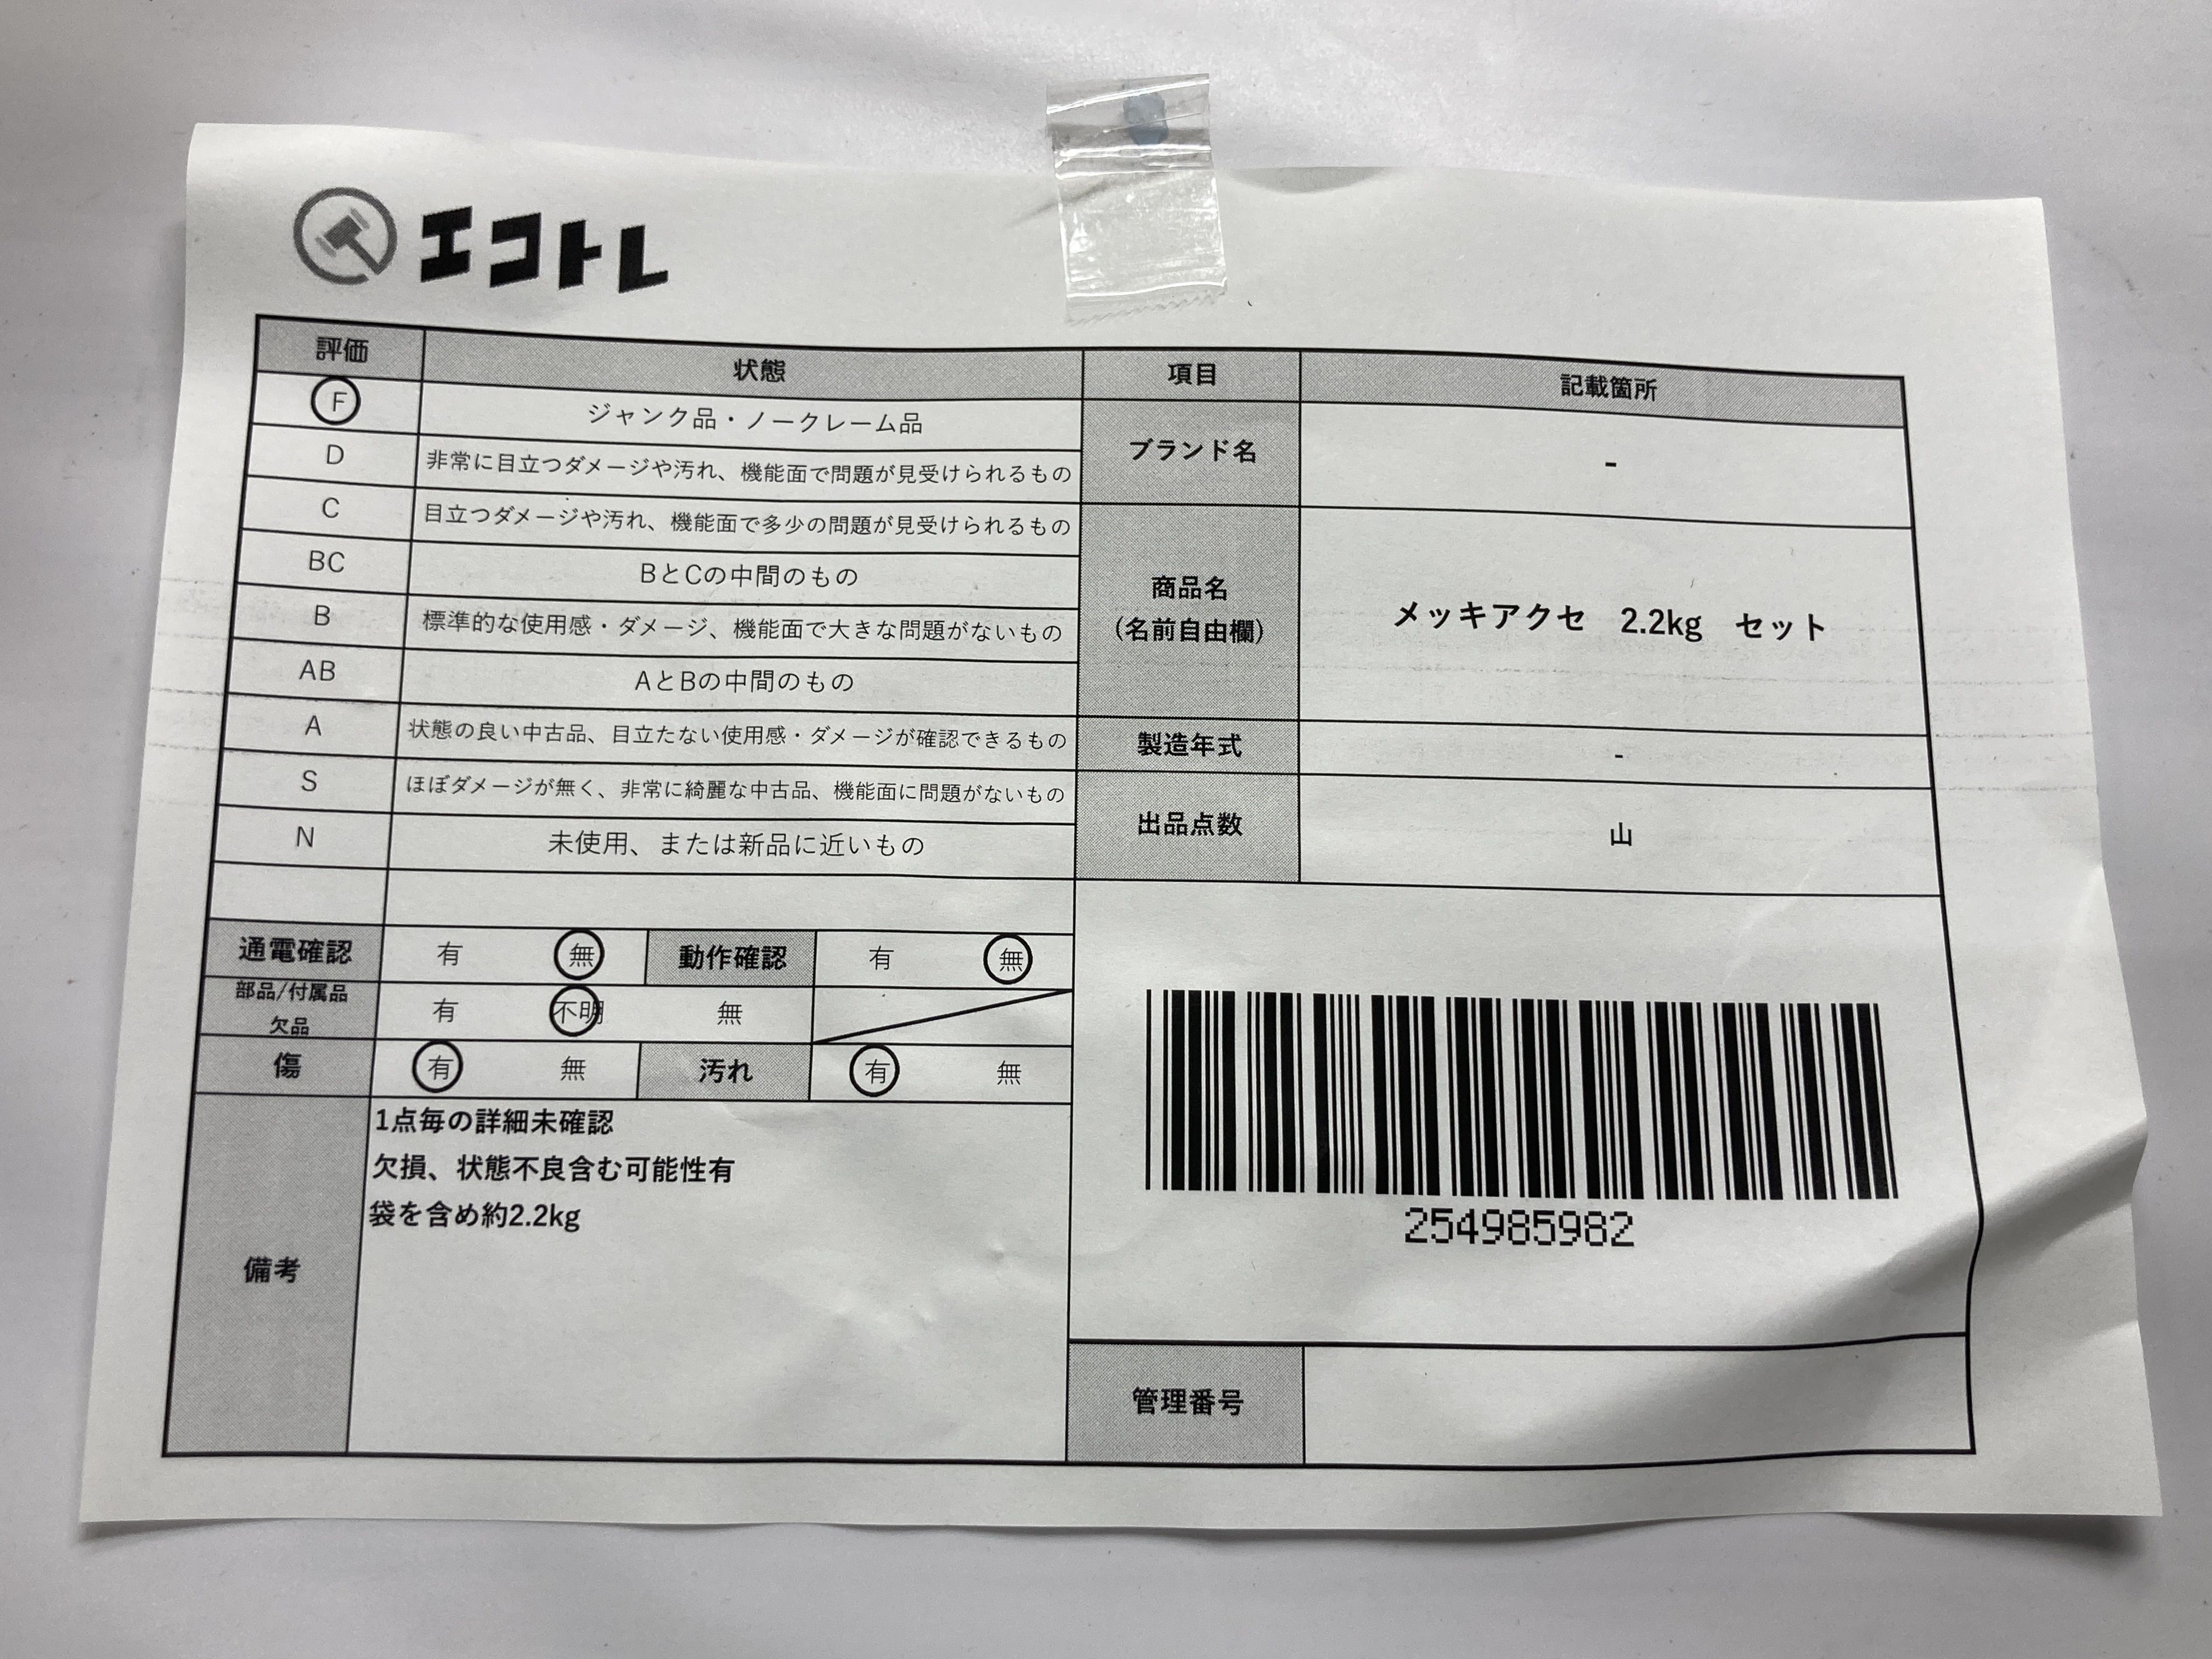 エコトレ
評価 状態 項目 記載箇所
F ジャンク品・ノークレーム品
D 非常に目立つダメージや汚れ、機能面で問題が見受けられるもの
C 目立つダメージや汚れ、機能面で多少の問題が見受けられるもの
BC BとCの中間のもの
B 標準的な使用感・ダメージ、機能面で大きな問題がないもの
AB AとBの中間のもの
A 状態の良い中古品、目立たない使用感・ダメージが確認できるもの
S ほぼダメージが無く、非常に綺麗な中古品、機能面に問題がないもの
N 未使用、または新品に近いもの
ブランド名 -
商品名
(名前自由欄)
メッキアクセ 2.2kg セット
製造年式 -
出品点数 山
通電確認 有 無 動作確認 有 無
部品/付属品
欠品
有 不明 無
傷 有 無 汚れ 有 無
備考
1点毎の詳細未確認
欠損、状態不良含む可能性有
袋を含め約2.2kg
254985982
管理番号